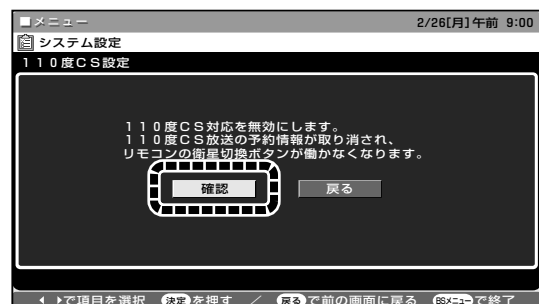 ■メニュー 2/26[月]午前 9:00
システム設定
110度CS設定
110度CS対応を無効にします。
110度CS放送の予約情報が取り消され、
リモコンの衛星切換ボタンが働かなくなります。
確認 戻る
で項目を選択 決定を押す / 戻るで前の画面に戻る BSメニューで終了